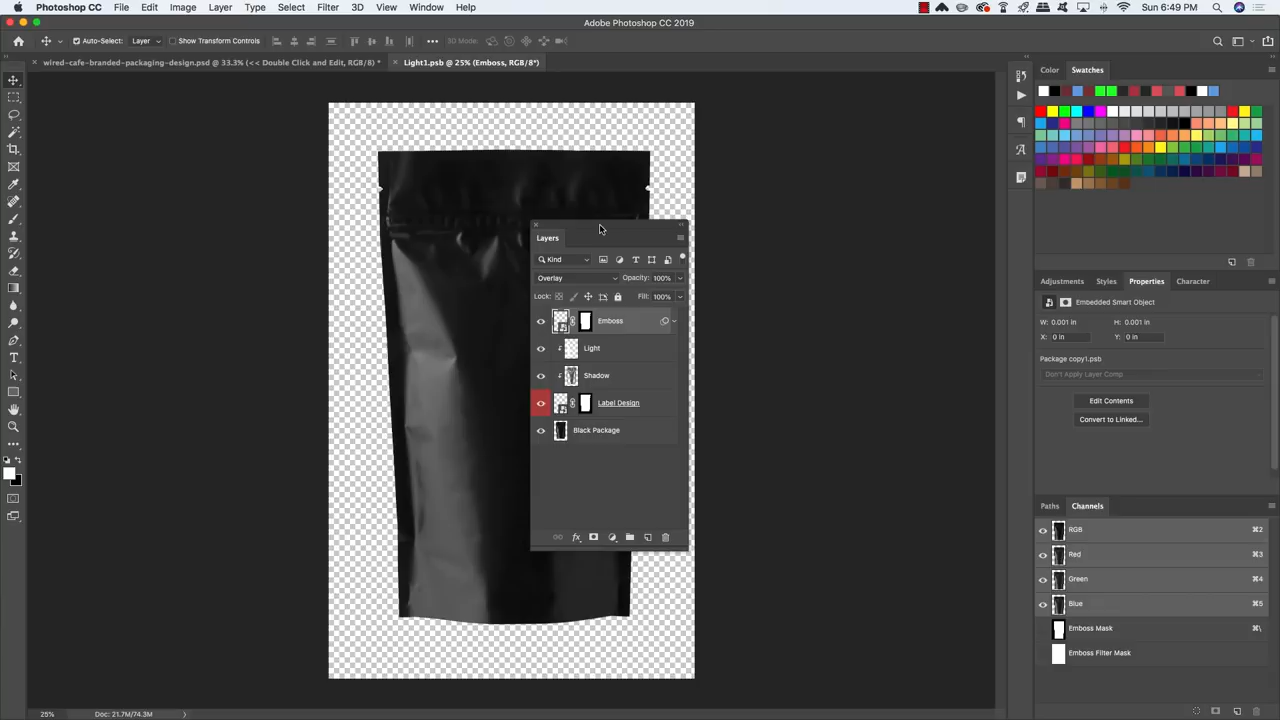 Photoshop CC File Edit Image Layer Type Select Filter 3D View Window Help Sun 6:49 PM
Adobe Photoshop CC 2019
Auto-Select: Layer Show Transform Controls 3D Mode:
wired-cafe-branded-packaging-design.psd @ 33.3% (<< Double Click and Edit, RGB/8) * Light1.psb @ 25% (Emboss, RGB/8*)
Color Swatches
Layers
Kind
Overlay Opacity: 100%
Lock: Fill: 100%
Emboss
Light
Shadow
Label Design
Black Package
Adjustments Styles Properties Character
Embedded Smart Object
W: 0.001 in H: 0.001 in
X: 0 in Y: 0 in
Package copy1.psb
Don't Apply Layer Comp
Edit Contents
Convert to Linked...
Paths Channels
RGB ⌘2
Red ⌘3
Green ⌘4
Blue ⌘5
Emboss Mask ⌘\
Emboss Filter Mask
25% Doc: 21.7M/74.3M